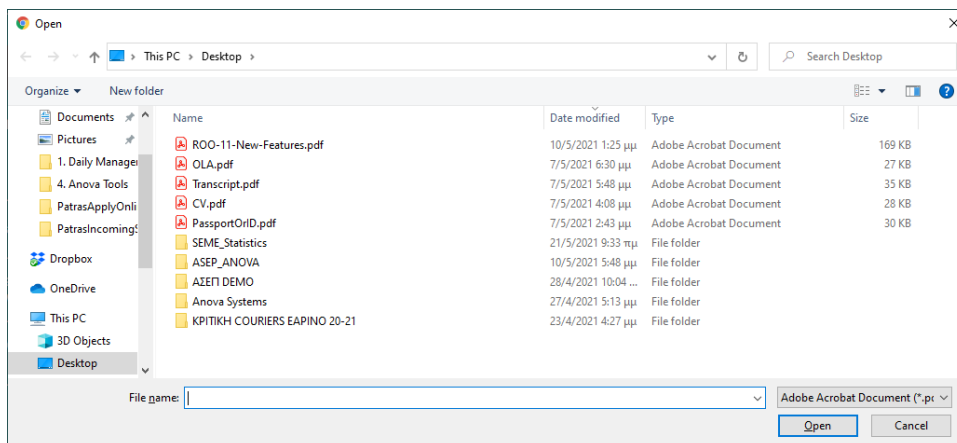 Open
This PC > Desktop >
Search Desktop
Organize
New folder
Documents
Pictures
1. Daily Manage
4. Anova Tools
PatrasApplyOnli
PatrasIncoming
Dropbox
OneDrive
This PC
3D Objects
Desktop
Name Date modified Type Size
ROO-11-New-Features.pdf 10/5/2021 1:25 μμ Adobe Acrobat Document 169 KB
OLA.pdf 7/5/2021 6:30 μμ Adobe Acrobat Document 27 KB
Transcript.pdf 7/5/2021 5:48 μμ Adobe Acrobat Document 35 KB
CV.pdf 7/5/2021 4:08 μμ Adobe Acrobat Document 28 KB
PassportOrID.pdf 7/5/2021 2:43 μμ Adobe Acrobat Document 30 KB
SEME_Statistics 21/5/2021 9:33 πμ File folder
ASEP_ANOVA 10/5/2021 5:48 μμ File folder
ΑΣΕΠ DEMO 28/4/2021 10:04 ... File folder
Anova Systems 27/4/2021 5:13 μμ File folder
ΚΡΙΤΙΚΗ COURIERS ΕΑΡΙΝΟ 20-21 23/4/2021 4:27 μμ File folder
File name:
Adobe Acrobat Document (*.pc
Open
Cancel